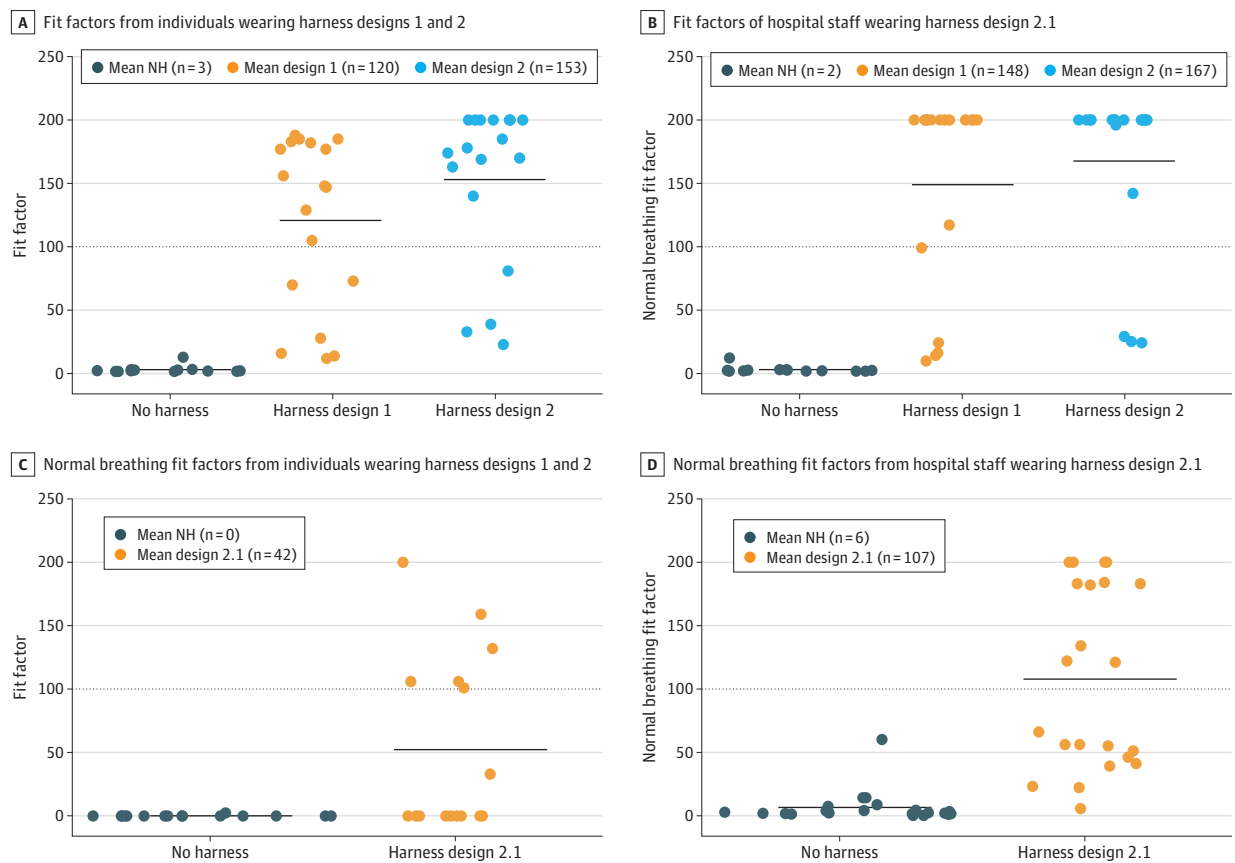 A Fit factors from individuals wearing harness designs 1 and 2
250
200
150
100
50
0
Fit factor
Mean NH (n = 3) Mean design 1 (n = 120) Mean design 2 (n = 153)
No harness Harness design 1 Harness design 2
B Fit factors of hospital staff wearing harness design 2.1
250
200
150
100
50
0
Normal breathing fit factor
Mean NH (n = 2) Mean design 1 (n = 148) Mean design 2 (n = 167)
No harness Harness design 1 Harness design 2
C Normal breathing fit factors from individuals wearing harness designs 1 and 2
250
200
150
100
50
0
Fit factor
Mean NH (n = 0)
Mean design 2.1 (n = 42)
No harness Harness design 2.1
D Normal breathing fit factors from hospital staff wearing harness design 2.1
250
200
150
100
50
0
Normal breathing fit factor
Mean NH (n = 6)
Mean design 2.1 (n = 107)
No harness Harness design 2.1